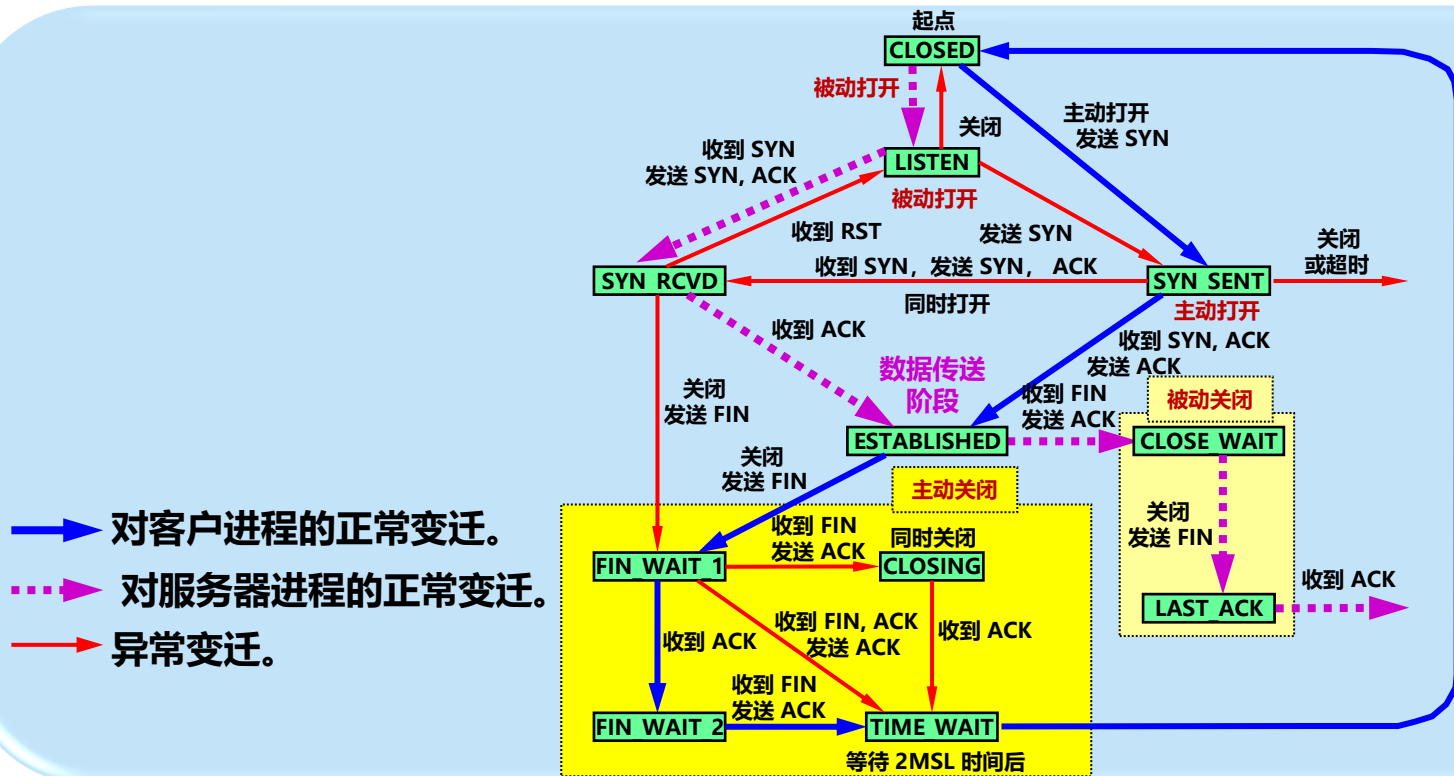 起点
CLOSED
被动打开
主动打开
发送 SYN
关闭
收到 SYN
发送 SYN, ACK
LISTEN
被动打开
收到 RST
发送 SYN
关闭
或超时
收到 SYN，发送 SYN， ACK
SYN_RCVD
SYN_SENT
同时打开
主动打开
收到 ACK
收到 SYN, ACK
发送 ACK
数据传送
阶段
关闭
发送 FIN
收到 FIN
发送 ACK
被动关闭
ESTABLISHED
CLOSE_WAIT
关闭
发送 FIN
主动关闭
对客户进程的正常变迁。
收到 FIN
发送 ACK
同时关闭
关闭
发送 FIN
FIN_WAIT_1
CLOSING
对服务器进程的正常变迁。
收到 ACK
LAST_ACK
收到 FIN, ACK
发送 ACK
收到 ACK
收到 ACK
异常变迁。
收到 FIN
发送 ACK
FIN_WAIT_2
TIME_WAIT
等待 2MSL 时间后